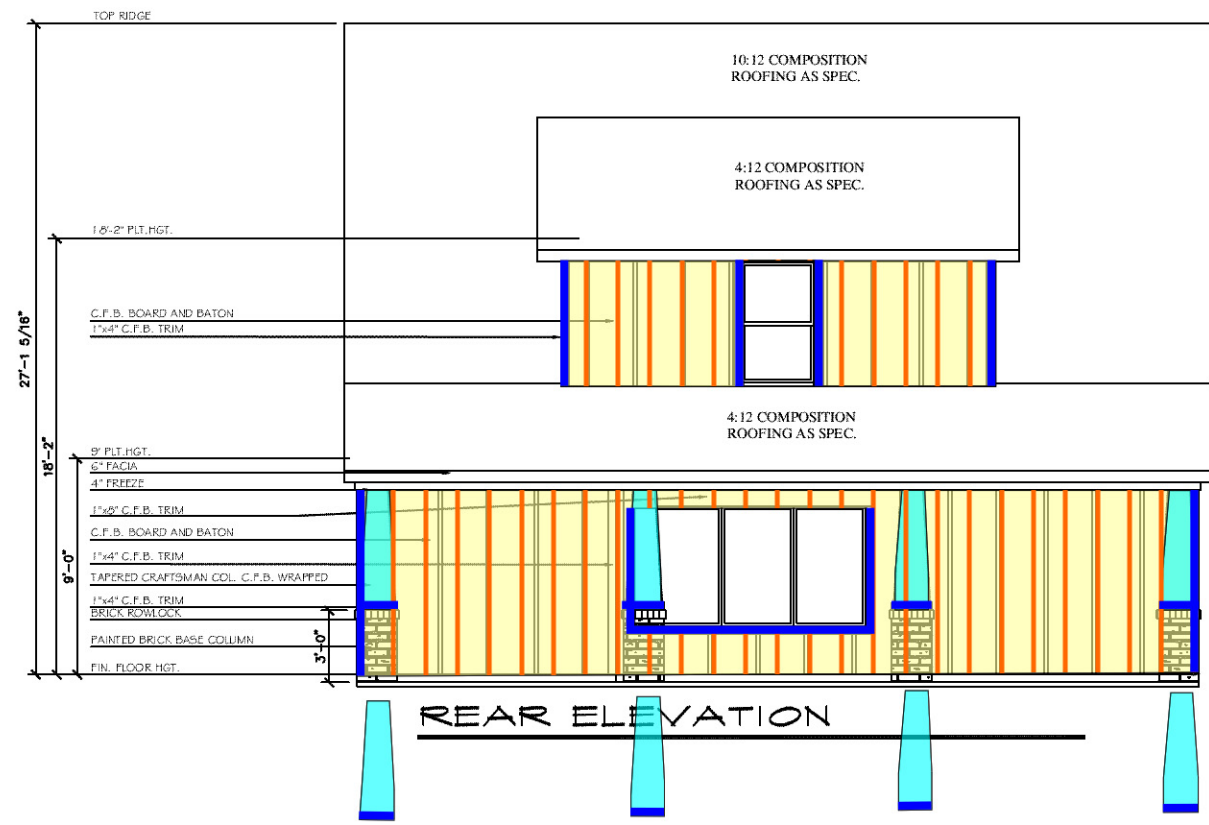 TOP RIDGE
10:12 COMPOSITION
ROOFING AS SPEC.
4:12 COMPOSITION
ROOFING AS SPEC.
18'-2" PLT.HGT.
C.F.B. BOARD AND BATON
1"x4" C.F.B. TRIM
27'-1 5/16"
18'-2"
4:12 COMPOSITION
ROOFING AS SPEC.
9' PLT.HGT.
6" FACIA
4" FREEZE
1"x8" C.F.B. TRIM
C.F.B. BOARD AND BATON
9'-0"
1"x4" C.F.B. TRIM
TAPERED CRAFTSMAN COL. C.F.B. WRAPPED
1"x4" C.F.B. TRIM
BRICK ROWLOCK
PAINTED BRICK BASE COLUMN
3'-0"
FIN. FLOOR HGT.
REAR ELEVATION